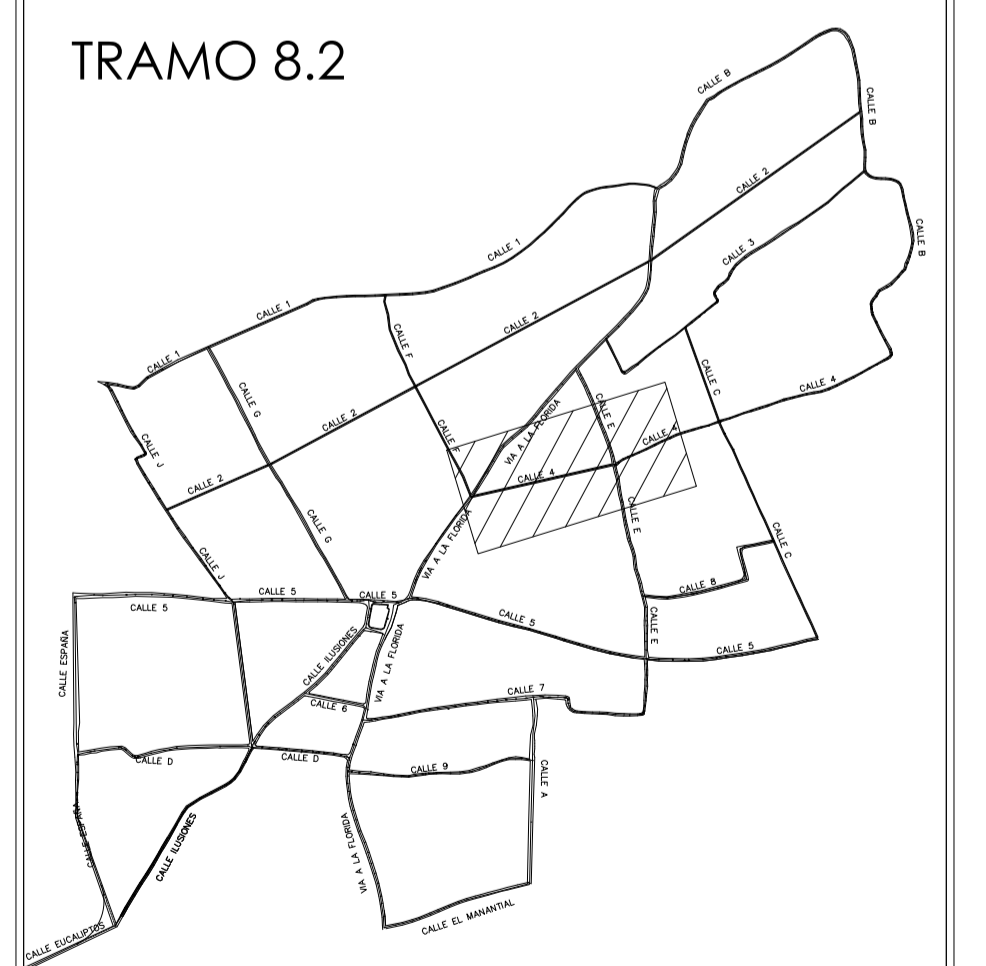 TRAMO 8.2
CALLE B
CALLE B
CALLE 2
CALLE B
CALLE 3
CALLE 1
CALLE 1
CALLE 2
CALLE F
CALLE 1
CALLE C
CALLE 4
CALLE G
CALLE E
VIA A LA FLORIDA
CALLE 2
CALLE F
CALLE 4
CALLE J
CALLE 4
CALLE 2
CALLE G
CALLE E
VIA A LA FLORIDA
CALLE C
CALLE J
CALLE 8
CALLE 5
CALLE 5
CALLE 5
CALLE 5
CALLE E
CALLE 5
CALLE ESPAÑA
CALLE ILUSIONES
VIA A LA FLORIDA
CALLE 7
CALLE 6
CALLE D
CALLE D
CALLE 9
CALLE A
CALLE ESPAÑA
CALLE ILUSIONES
VIA A LA FLORIDA
CALLE EL MANANTIAL
CALLE EUCALIPTOS